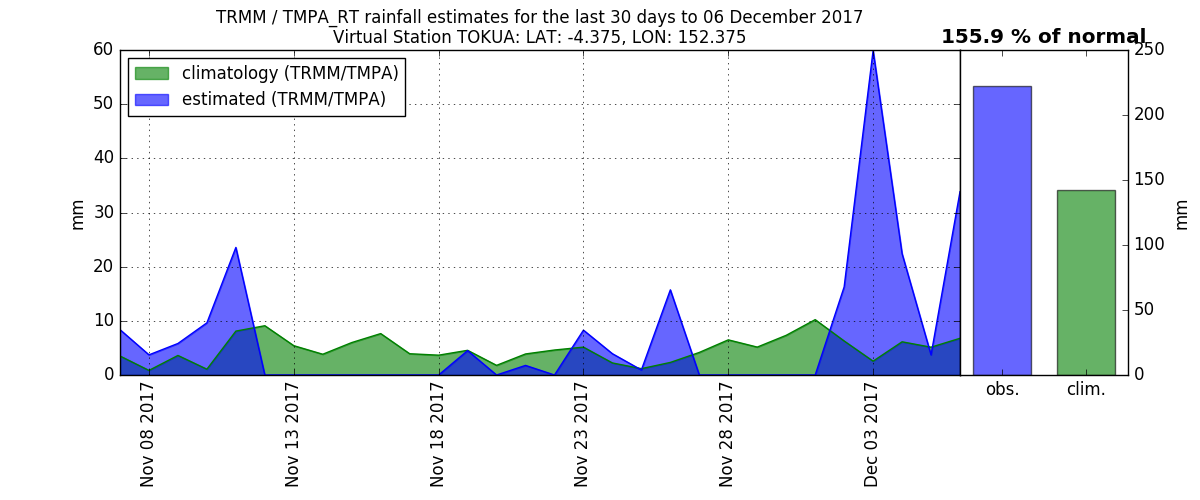 TRMM / TMPA_RT rainfall estimates for the last 30 days to 06 December 2017
Virtual Station TOKUA: LAT: -4.375, LON: 152.375
155.9 % of normal
climatology (TRMM/TMPA)
estimated (TRMM/TMPA)
60
50
40
30
20
10
0
mm
Nov 08 2017
Nov 13 2017
Nov 18 2017
Nov 23 2017
Nov 28 2017
Dec 03 2017
obs.
clim.
250
200
150
100
50
0
mm